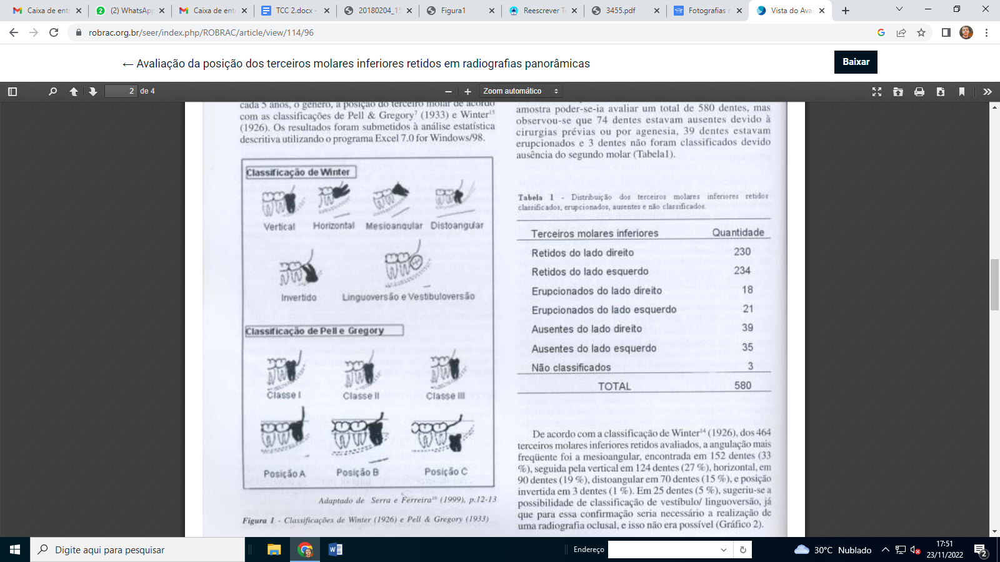 Caixa de ent
(2) WhatsAp
Caixa de ent
TCC 2.docx -
20180204_15
Figura1
Reescrever T
3455.pdf
Fotografias r
Vista do Ava
robrac.org.br/seer/index.php/ROBRAC/article/view/114/96
← Avaliação da posição dos terceiros molares inferiores retidos em radiografias panorâmicas
Baixar
2 de 4
Zoom automático
cada 5 anos, o gênero, a posição do terceiro molar de acordo
com as classificações de Pell & Gregory⁷ (1933) e Winter¹⁵
(1926). Os resultados foram submetidos à análise estatística
descritiva utilizando o programa Excel 7.0 for Windows/98.
Classificação de Winter
Vertical Horizontal Mesioangular Distoangular
Invertido Linguoversão e Vestibuloversão
Classificação de Pell e Gregory
Classe I Classe II Classe III
Posição A Posição B Posição C
Adaptado de Serra e Ferreira¹⁰ (1999), p.12-13
Figura 1 - Classificações de Winter (1926) e Pell & Gregory (1933)
amostra poder-se-ia avaliar um total de 580 dentes, mas
observou-se que 74 dentes estavam ausentes devido à
cirurgias prévias ou por agenesia, 39 dentes estavam
erupcionados e 3 dentes não foram classificados devido
ausência do segundo molar (Tabela1).
Tabela 1 - Distribuição dos terceiros molares inferiores retidos
classificados, erupcionados, ausentes e não classificados.
Terceiros molares inferiores Quantidade
Retidos do lado direito 230
Retidos do lado esquerdo 234
Erupcionados do lado direito 18
Erupcionados do lado esquerdo 21
Ausentes do lado direito 39
Ausentes do lado esquerdo 35
Não classificados 3
TOTAL 580
De acordo com a classificação de Winter¹⁴ (1926), dos 464
terceiros molares inferiores retidos avaliados, a angulação mais
freqüente foi a mesioangular, encontrada em 152 dentes (33
%), seguida pela vertical em 124 dentes (27 %), horizontal, em
90 dentes (19 %), distoangular em 70 dentes (15 %), e posição
invertida em 3 dentes (1 %). Em 25 dentes (5 %), sugeriu-se a
possibilidade de classificação de vestíbulo/ linguoversão, já
que para essa confirmação seria necessário a realização de
uma radiografia oclusal, e isso não era possível (Gráfico 2).
Digite aqui para pesquisar
Endereço
30°C Nublado
17:51
23/11/2022
2